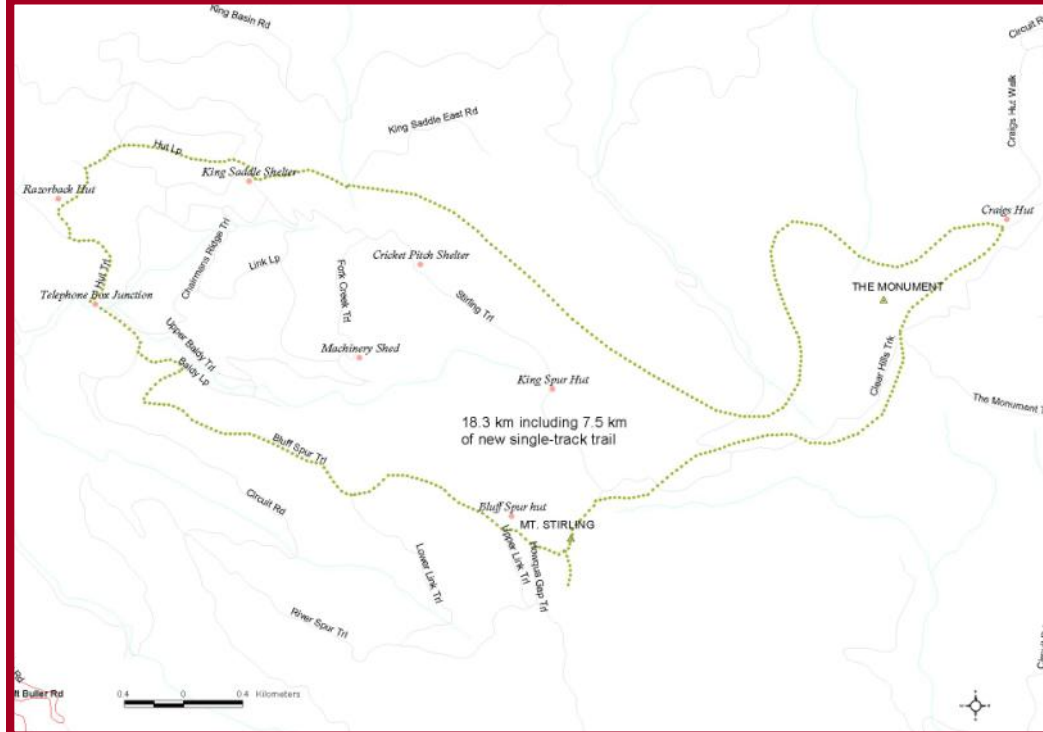 King Basin Rd
Circuit R
Craigs Hut Walk
King Saddle East Rd
Hut Lp
King Saddle Shelter
Razorback Hut
Craigs Hut
Chairmans Ridge Trl
Link Lp
Cricket Pitch Shelter
Fork Creek Trl
Stirling Trl
Hut Trl
Telephone Box Junction
THE MONUMENT
Upper Baldy Trl
Baldy Lp
Machinery Shed
Clear Hills Trk
King Spur Hut
The Monument T
18.3 km including 7.5 km
of new single-track trail
Bluff Spur Trl
Circuit Rd
Bluff Spur hut
MT. STIRLING
Upper Link Trl
Howqua Gap Trl
Lower Link Trl
River Spur Trl
Rd
ft Buller Rd
0.4 0 0.4 Kilometers